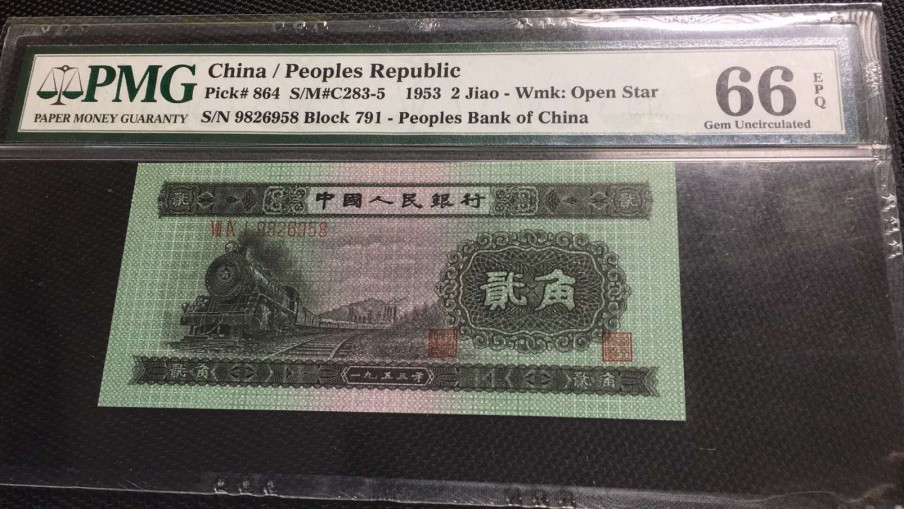 PMG
PAPER MONEY GUARANTY
China / Peoples Republic
Pick# 864 S/M#C283-5 1953 2 Jiao - Wmk: Open Star
S/N 9826958 Block 791 - Peoples Bank of China
66
EPQ
Gem Uncirculated
貳 中國人民銀行 貳
9826958
貳角
貳角 一九五三年 貳角